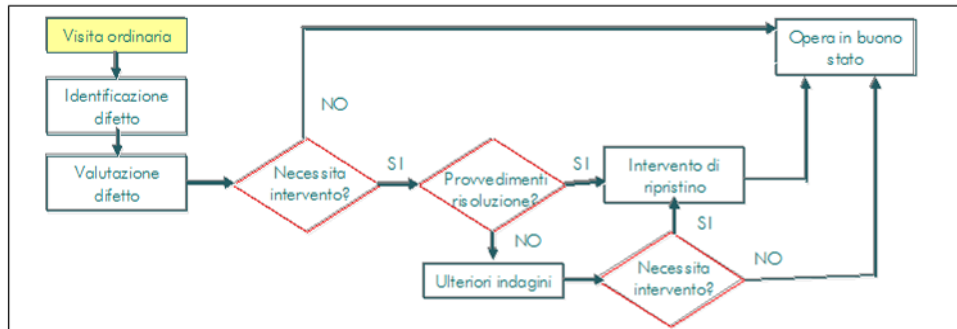 Visita ordinaria
Opera in buono
stato
Identificazione
difetto
NO
Valutazione
difetto
Necessita
intervento?
SI
Provvedimenti
risoluzione?
SI
Intervento di
ripristino
SI
NO
Ulteriori indagini
Necessita
intervento?
NO